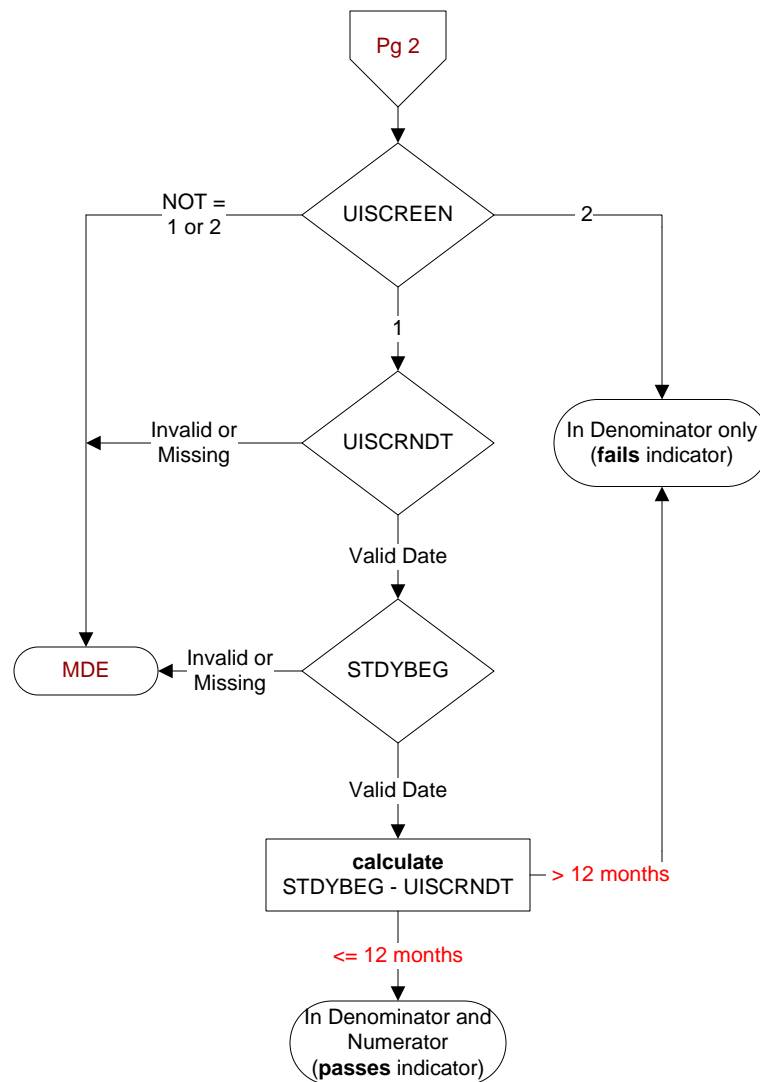 Pg 2
NOT =
1 or 2
UISCREEN
2
1
Invalid or
Missing
UISCRNDT
In Denominator only
(fails indicator)
Valid Date
MDE
Invalid or
Missing
STDYBEG
Valid Date
calculate
STDYBEG - UISCRNDT
> 12 months
<= 12 months
In Denominator and
Numerator
(passes indicator)